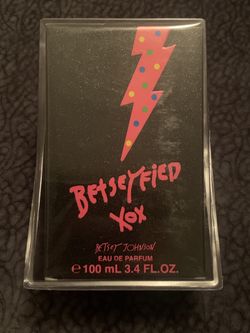 BETSEYFIED
XOX
BETSEY JOHNSON
EAU DE PARFUM
℮ 100 mL 3.4 FL.OZ.